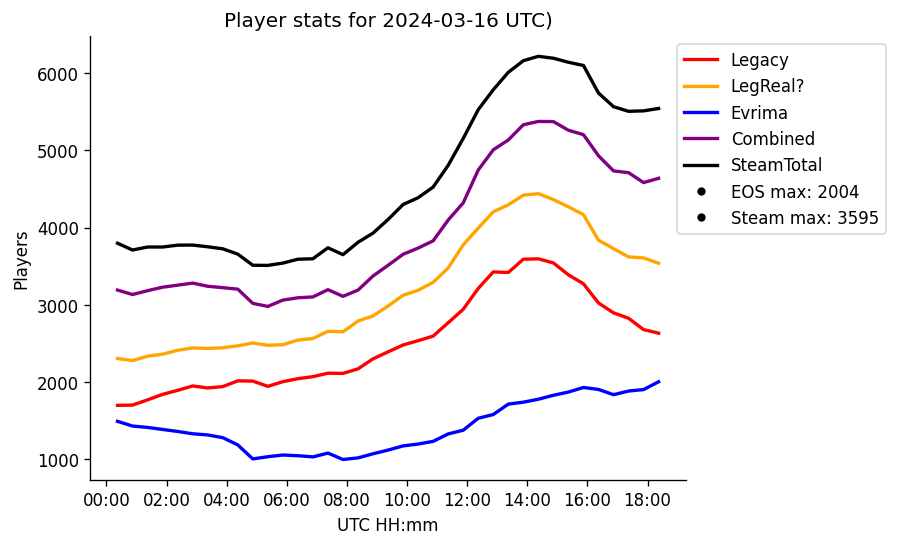 Player stats for 2024-03-16 UTC)
Legacy
LegReal?
Evrima
Combined
SteamTotal
EOS max: 2004
Steam max: 3595
Players
6000
5000
4000
3000
2000
1000
00:00 02:00 04:00 06:00 08:00 10:00 12:00 14:00 16:00 18:00
UTC HH:mm